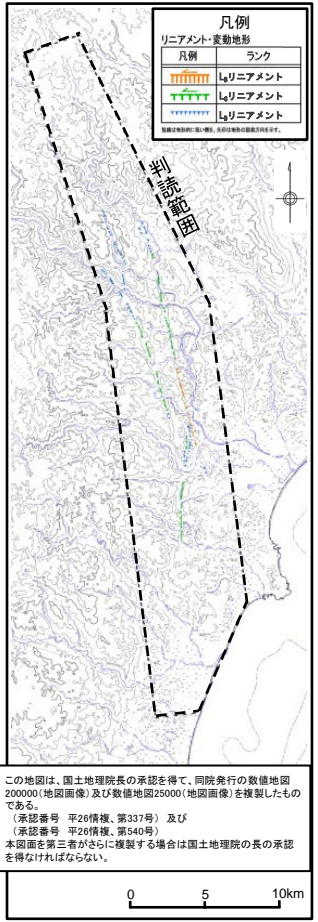 凡例
リニアメント・変動地形
凡例 ランク
LBリニアメント
LCリニアメント
LDリニアメント
判読範囲
この地図は、国土地理院長の承認を得て、同院発行の数値地図
200000(地図画像)及び数値地図25000(地図画像)を複製したもの
である。
(承認番号 平26情複、第337号) 及び
(承認番号 平26情複、第540号)
本図面を第三者がさらに複製する場合は国土地理院の長の承認
を得なければならない。
0 5 10km